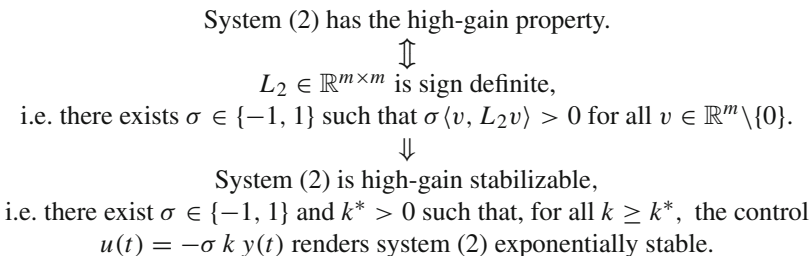 System (2) has the high-gain property.
⇕
L₂ ∈ ℝᵐˣᵐ is sign definite,
i.e. there exists σ ∈ {−1, 1} such that σ⟨v, L₂v⟩ > 0 for all v ∈ ℝᵐ\{0}.
⇓
System (2) is high-gain stabilizable,
i.e. there exist σ ∈ {−1, 1} and k* > 0 such that, for all k ≥ k*, the control
u(t) = −σ k y(t) renders system (2) exponentially stable.